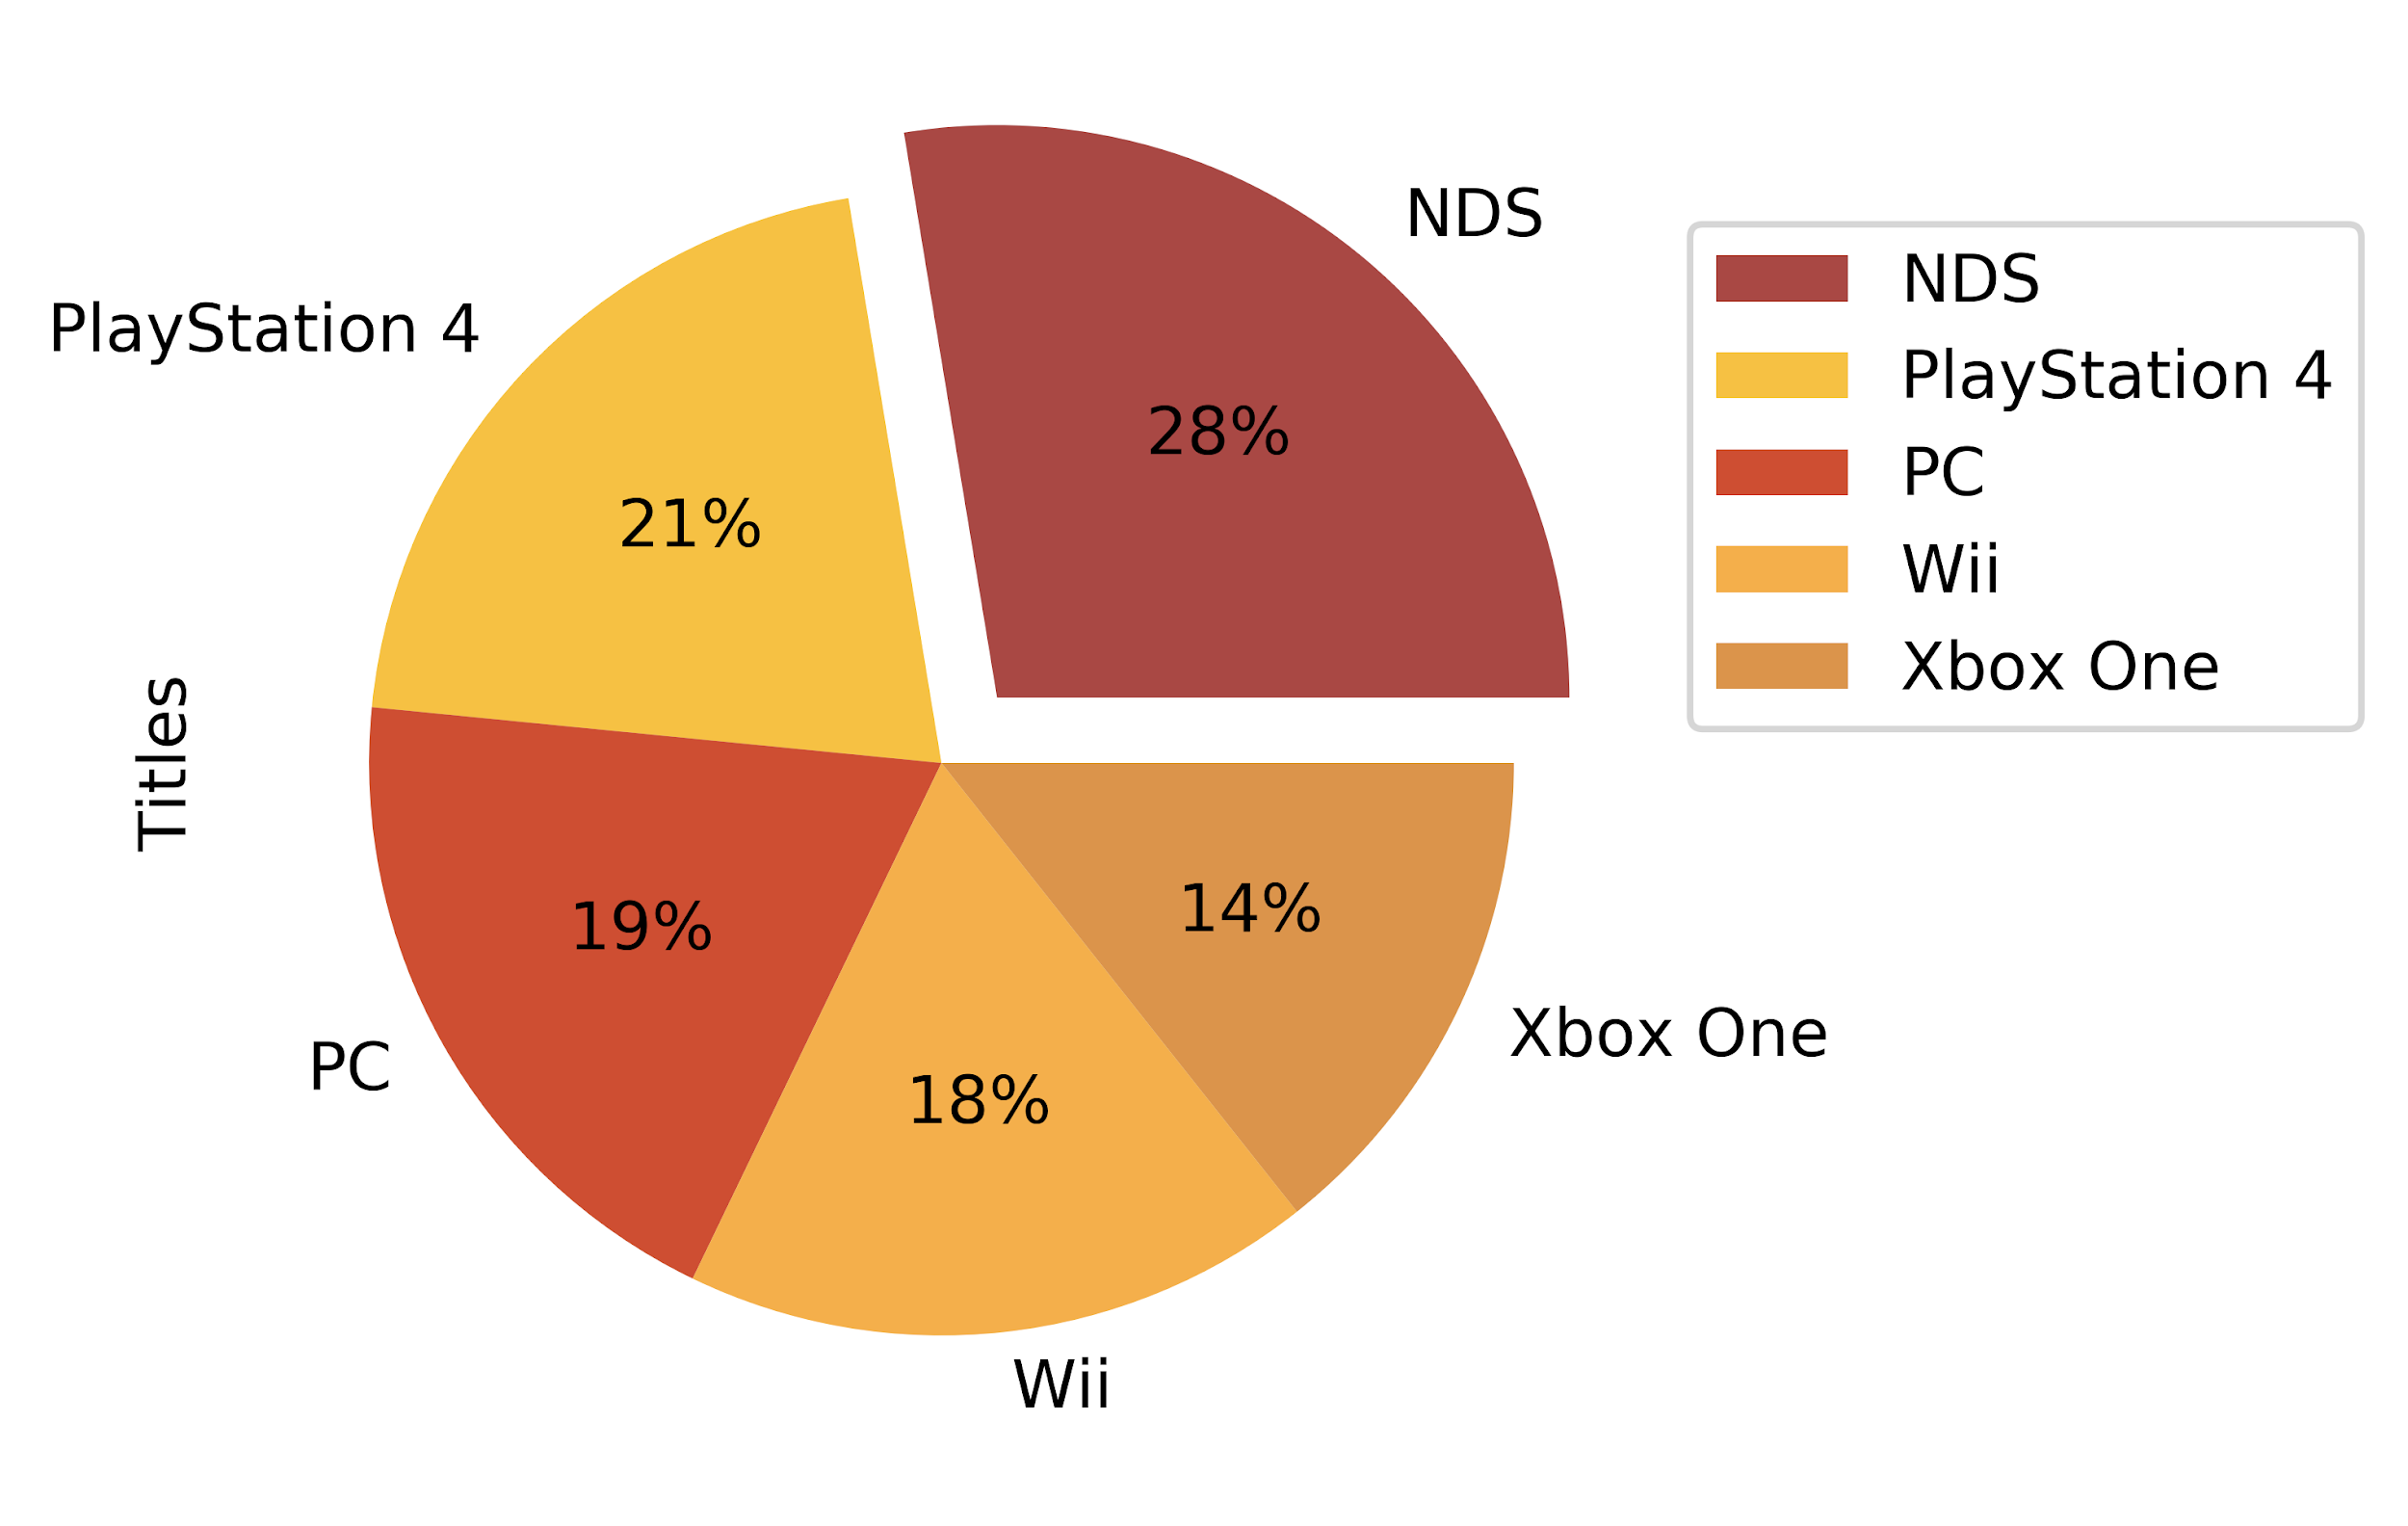 NDS
28%
PlayStation 4
21%
Titles
19%
PC
18%
Wii
14%
Xbox One
NDS
PlayStation 4
PC
Wii
Xbox One